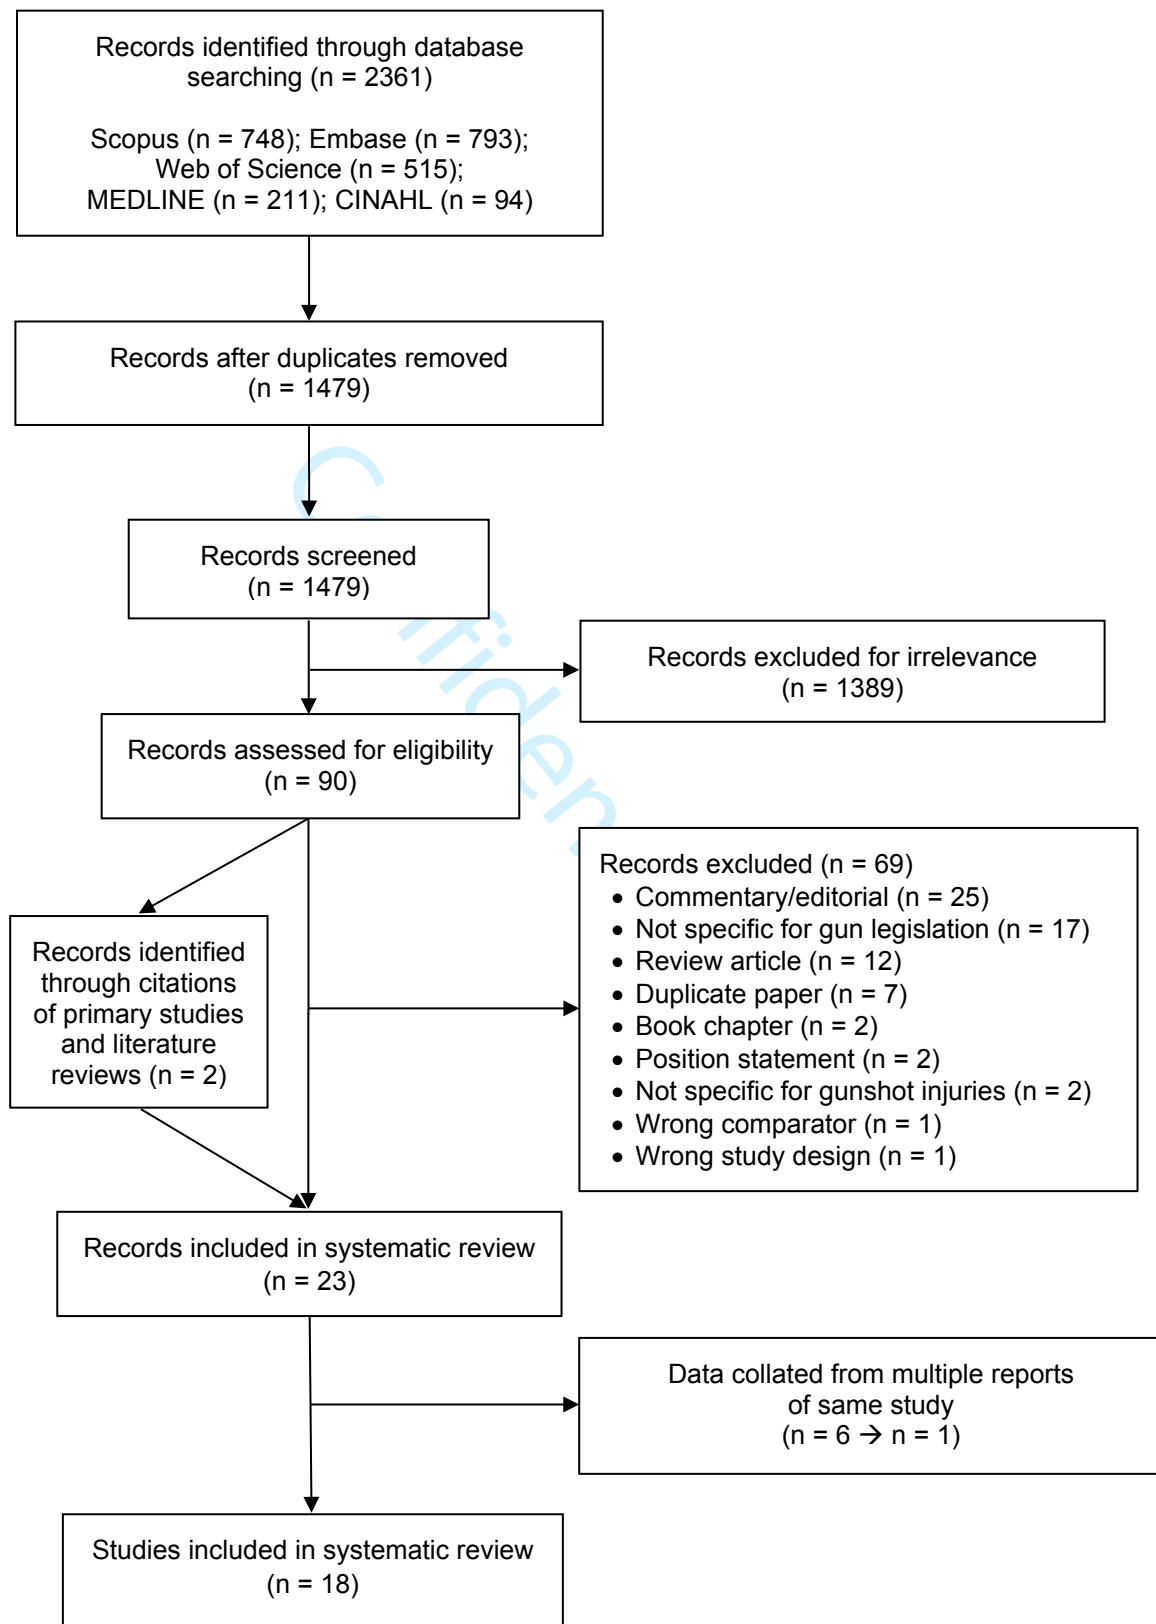 Records identified through database
searching (n = 2361)
Scopus (n = 748); Embase (n = 793);
Web of Science (n = 515);
MEDLINE (n = 211); CINAHL (n = 94)
Records after duplicates removed
(n = 1479)
Records screened
(n = 1479)
Records excluded for irrelevance
(n = 1389)
Records assessed for eligibility
(n = 90)
Records identified
through citations
of primary studies
and literature
reviews (n = 2)
Records excluded (n = 69)
• Commentary/editorial (n = 25)
• Not specific for gun legislation (n = 17)
• Review article (n = 12)
• Duplicate paper (n = 7)
• Book chapter (n = 2)
• Position statement (n = 2)
• Not specific for gunshot injuries (n = 2)
• Wrong comparator (n = 1)
• Wrong study design (n = 1)
Records included in systematic review
(n = 23)
Data collated from multiple reports
of same study
(n = 6 → n = 1)
Studies included in systematic review
(n = 18)